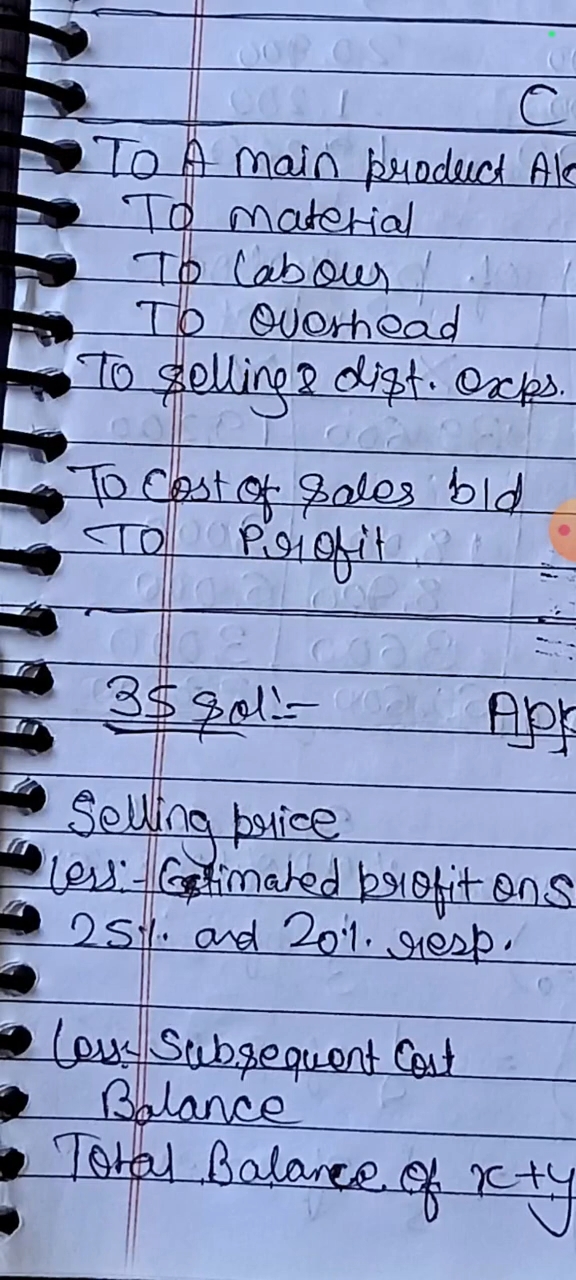 C
To A main product A/c
To material
To Labour
To Overhead
To Selling & dist. exps.
To Cost of Sales b/d
To Profit
35 Sol:-
App
Selling price
Less:- Estimated profit on S
25% and 20% resp.
Less:- Subsequent Cost
Balance
Total Balance of x+y